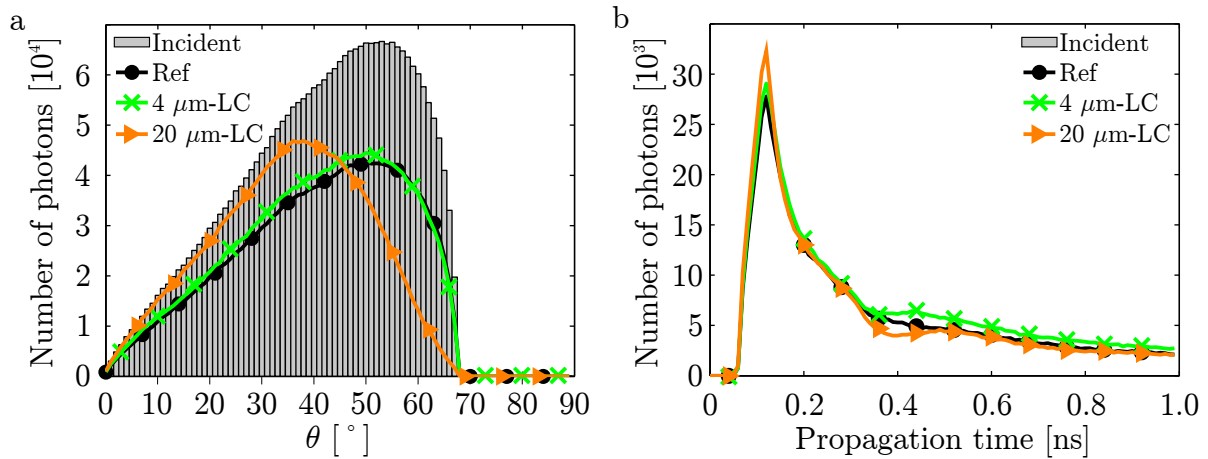 a
Number of photons [10⁴]
6
5
4
3
2
1
0
0 10 20 30 40 50 60 70 80 90
θ [ ° ]
Incident
Ref
4 μm-LC
20 μm-LC
b
Number of photons [10³]
30
25
20
15
10
5
0
0 0.2 0.4 0.6 0.8 1.0
Propagation time [ns]
Incident
Ref
4 μm-LC
20 μm-LC